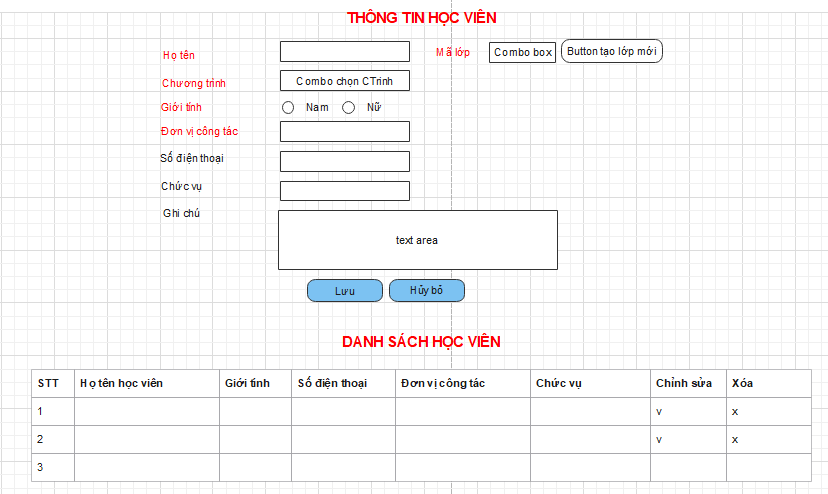 THÔNG TIN HỌC VIÊN
Họ tên
Mã lớp
Combo box
Button tạo lớp mới
Chương trình
Combo chọn CTrinh
Giới tính
Nam
Nữ
Đơn vị công tác
Số điện thoại
Chức vụ
Ghi chú
text area
Lưu
Hủy bỏ
DANH SÁCH HỌC VIÊN
STT Họ tên học viên Giới tính Số điện thoại Đơn vị công tác Chức vụ Chỉnh sửa Xóa
1 v x
2 v x
3